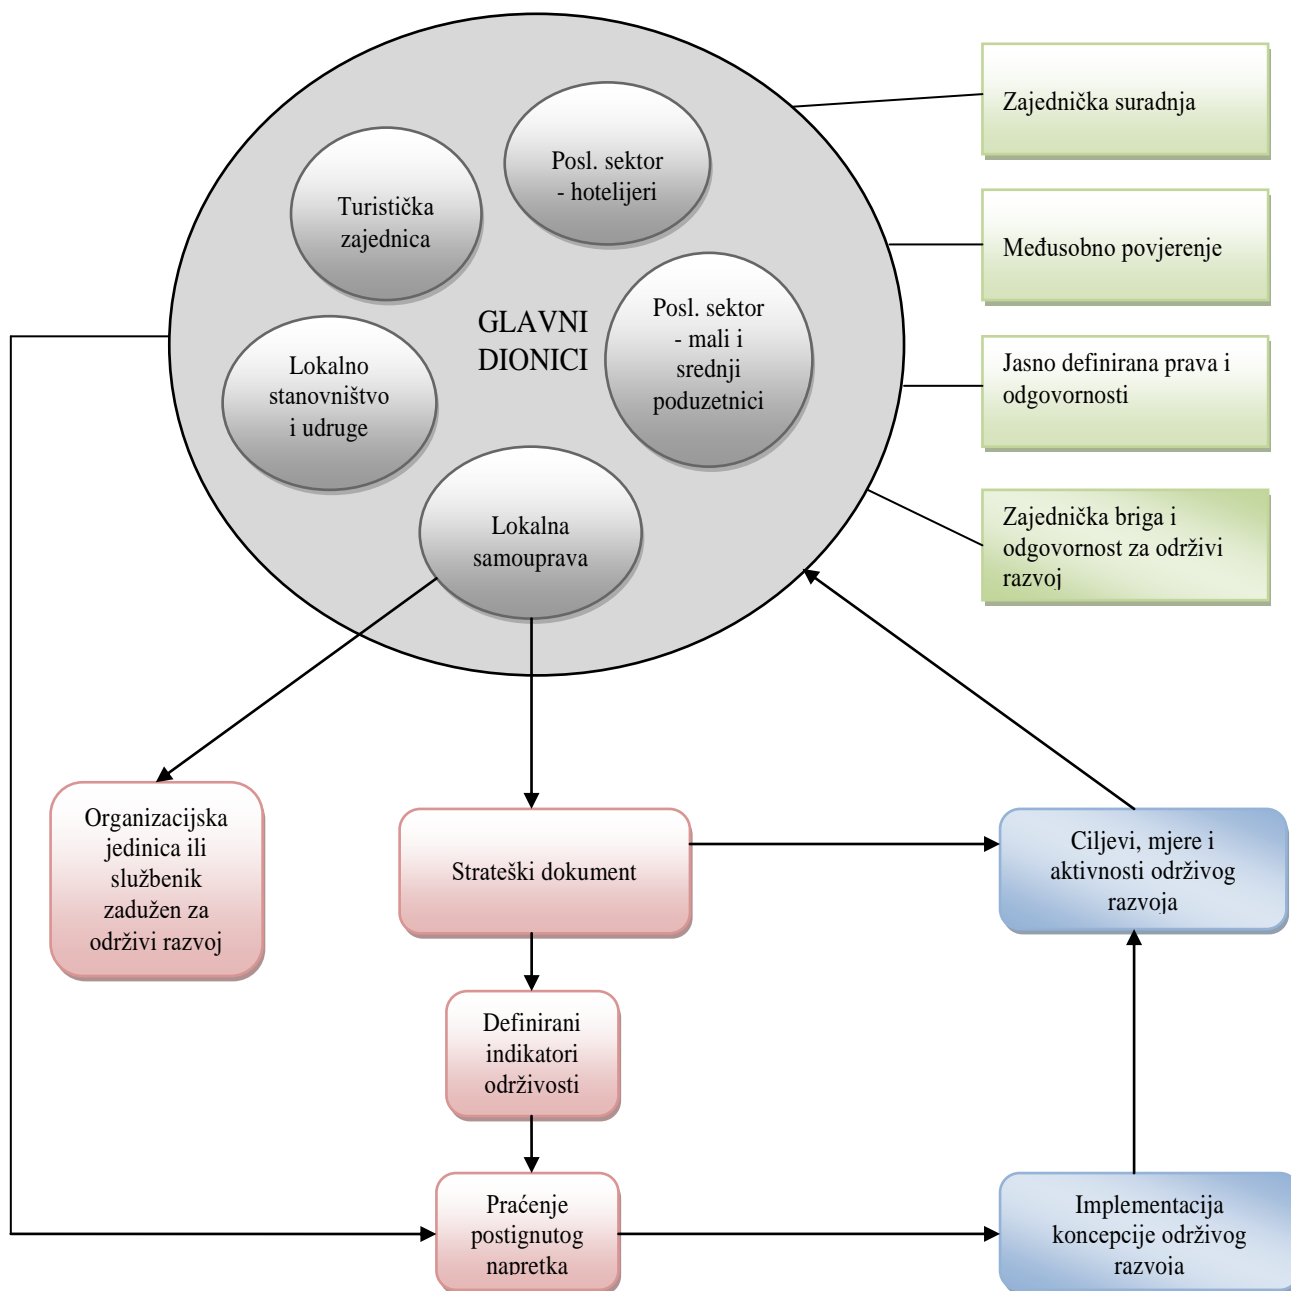 Zajednička suradnja
Posl. sektor
- hotelijeri
Turistička
zajednica
Međusobno povjerenje
GLAVNI
DIONICI
Posl. sektor
- mali i
srednji
poduzetnici
Lokalno
stanovništvo
i udruge
Jasno definirana prava i
odgovornosti
Lokalna
samouprava
Zajednička briga i
odgovornost za održivi
razvoj
Organizacijska
jedinica ili
službenik
zadužen za
održivi razvoj
Strateški dokument
Ciljevi, mjere i
aktivnosti održivog
razvoja
Definirani
indikatori
održivosti
Praćenje
postignutog
napretka
Implementacija
koncepcije održivog
razvoja